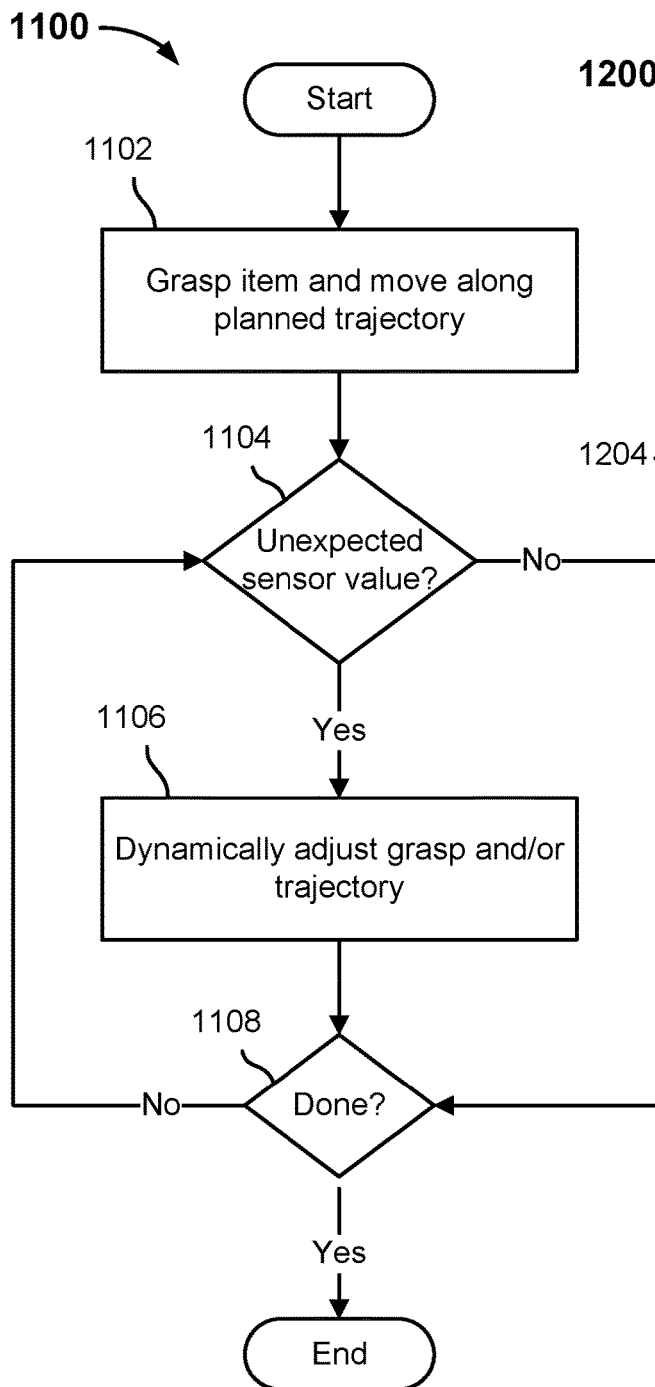 1100
Start
1200
1102
Grasp item and move along
planned trajectory
1104
1204
Unexpected
sensor value?
No
Yes
1106
Dynamically adjust grasp and/or
trajectory
1108
Done?
No
Yes
End